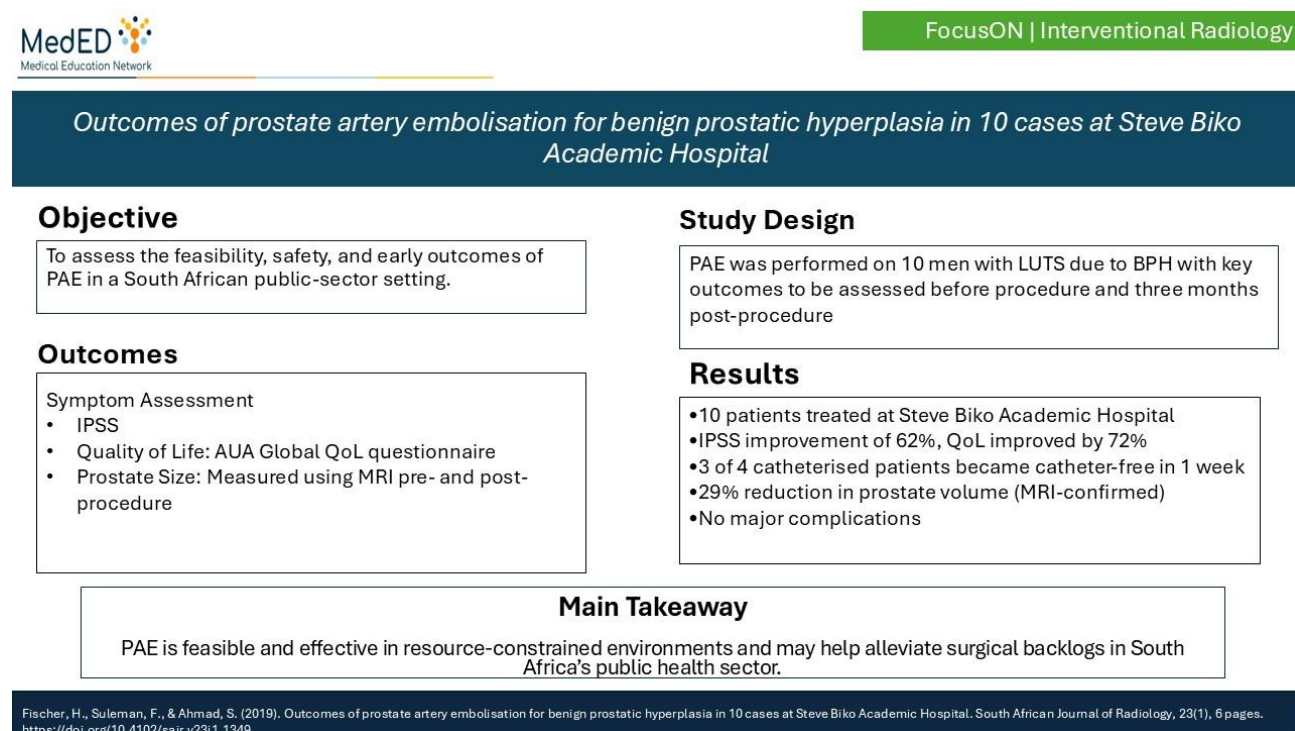 MedED
Medical Education Network
FocusON | Interventional Radiology
Outcomes of prostate artery embolisation for benign prostatic hyperplasia in 10 cases at Steve Biko
Academic Hospital
Objective
To assess the feasibility, safety, and early outcomes of
PAE in a South African public-sector setting.
Outcomes
Symptom Assessment
• IPSS
• Quality of Life: AUA Global QoL questionnaire
• Prostate Size: Measured using MRI pre- and post-
procedure
Study Design
PAE was performed on 10 men with LUTS due to BPH with key
outcomes to be assessed before procedure and three months
post-procedure
Results
•10 patients treated at Steve Biko Academic Hospital
•IPSS improvement of 62%, QoL improved by 72%
•3 of 4 catheterised patients became catheter-free in 1 week
•29% reduction in prostate volume (MRI-confirmed)
•No major complications
Main Takeaway
PAE is feasible and effective in resource-constrained environments and may help alleviate surgical backlogs in South
Africa's public health sector.
Fischer, H., Suleman, F., & Ahmad, S. (2019). Outcomes of prostate artery embolisation for benign prostatic hyperplasia in 10 cases at Steve Biko Academic Hospital. South African Journal of Radiology, 23(1), 6 pages.
https://doi.org/10.4102/sajr.v23i1.1349